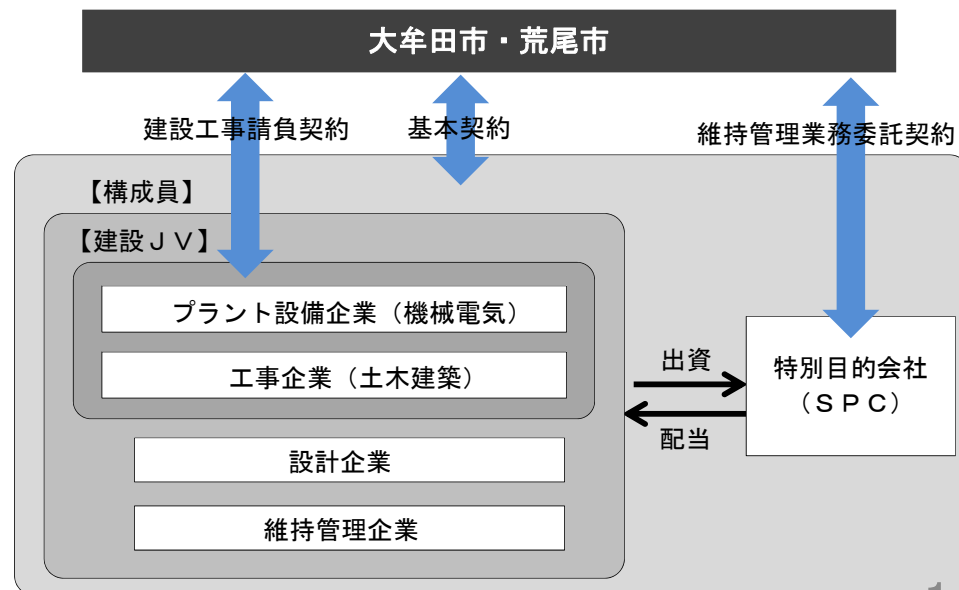 大牟田市・荒尾市
建設工事請負契約
基本契約
維持管理業務委託契約
【構成員】
【建設ＪＶ】
プラント設備企業（機械電気）
工事企業（土木建築）
設計企業
維持管理企業
出資
配当
特別目的会社
（ＳＰＣ）